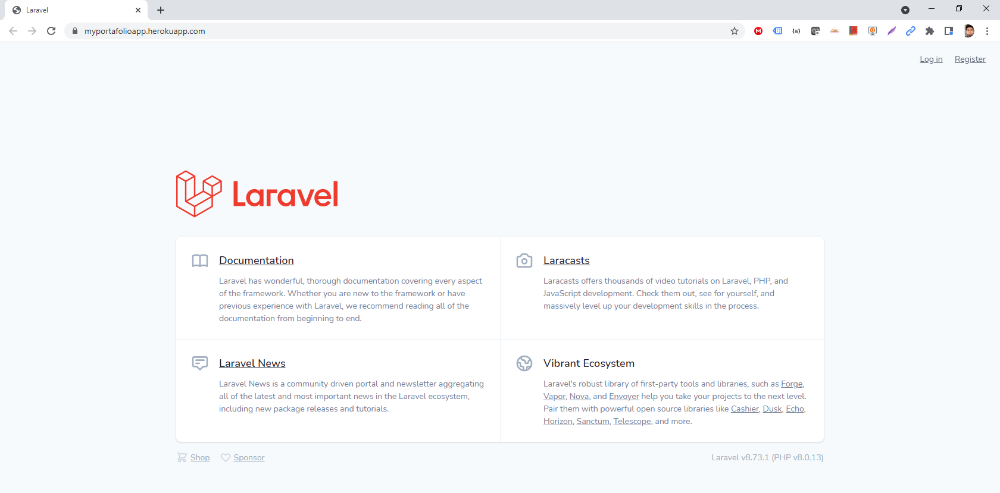 Laravel
myportafolioapp.herokuapp.com
Log in Register
Laravel
Documentation
Laravel has wonderful, thorough documentation covering every aspect
of the framework. Whether you are new to the framework or have
previous experience with Laravel, we recommend reading all of the
documentation from beginning to end.
Laracasts
Laracasts offers thousands of video tutorials on Laravel, PHP, and
JavaScript development. Check them out, see for yourself, and
massively level up your development skills in the process.
Laravel News
Laravel News is a community driven portal and newsletter aggregating
all of the latest and most important news in the Laravel ecosystem,
including new package releases and tutorials.
Vibrant Ecosystem
Laravel's robust library of first-party tools and libraries, such as Forge,
Vapor, Nova, and Envoyer help you take your projects to the next level.
Pair them with powerful open source libraries like Cashier, Dusk, Echo,
Horizon, Sanctum, Telescope, and more.
Shop Sponsor
Laravel v8.73.1 (PHP v8.0.13)